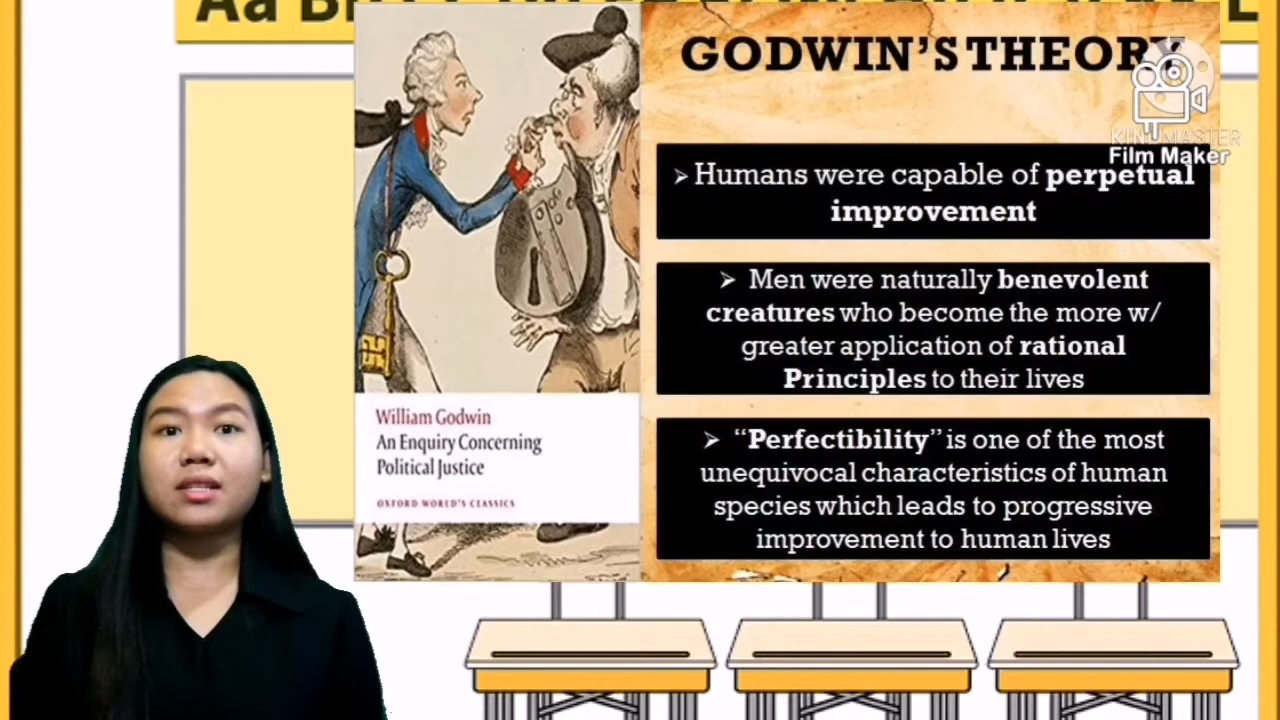 GODWIN'S THEORY
KINEMASTER
Film Maker
➢ Humans were capable of perpetual
improvement
➢ Men were naturally benevolent
creatures who become the more w/
greater application of rational
Principles to their lives
➢ "Perfectibility" is one of the most
unequivocal characteristics of human
species which leads to progressive
improvement to human lives
William Godwin
An Enquiry Concerning
Political Justice
OXFORD WORLD'S CLASSICS